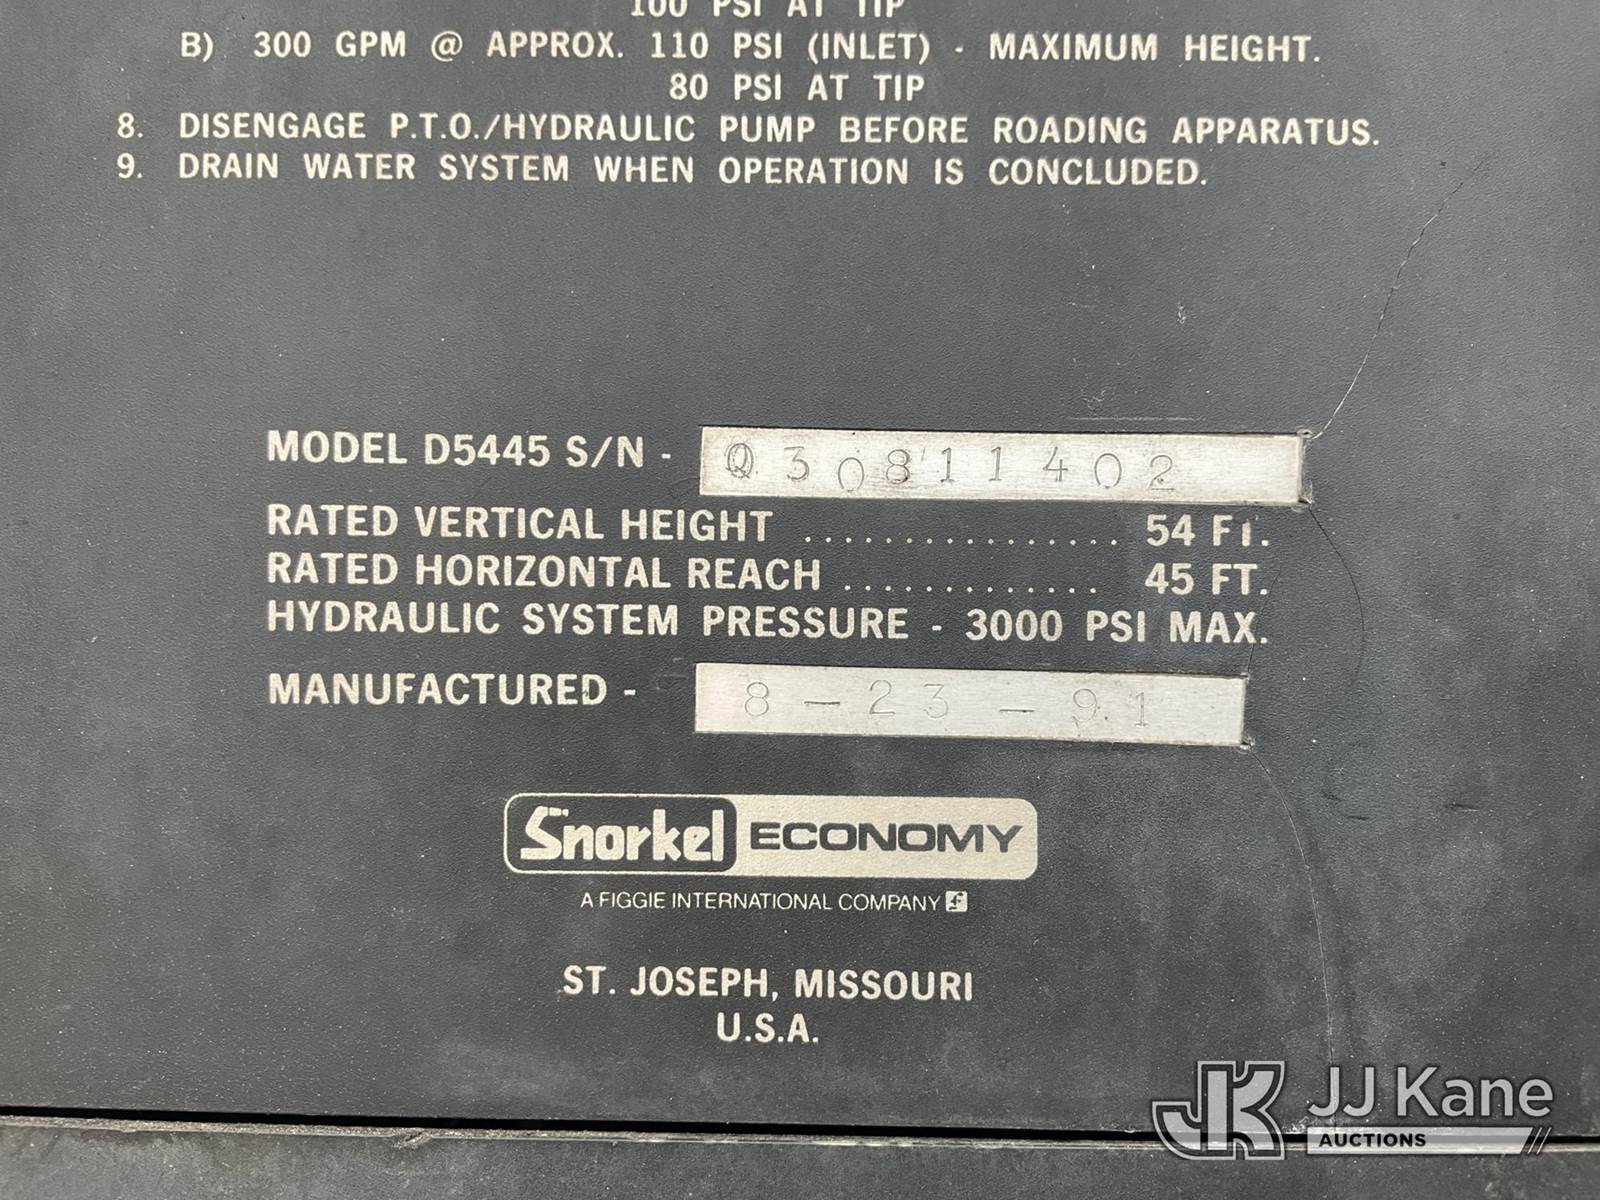 100 PSI AT TIP
B) 300 GPM @ APPROX. 110 PSI (INLET) - MAXIMUM HEIGHT.
80 PSI AT TIP
8. DISENGAGE P.T.O./HYDRAULIC PUMP BEFORE ROADING APPARATUS.
9. DRAIN WATER SYSTEM WHEN OPERATION IS CONCLUDED.
MODEL D5445 S/N - Q30811402
RATED VERTICAL HEIGHT ................ 54 FT.
RATED HORIZONTAL REACH ............. 45 FT.
HYDRAULIC SYSTEM PRESSURE - 3000 PSI MAX.
MANUFACTURED - 8-23-91
Snorkel ECONOMY
A FIGGIE INTERNATIONAL COMPANY
ST. JOSEPH, MISSOURI
U.S.A.
JK JJ Kane
AUCTIONS